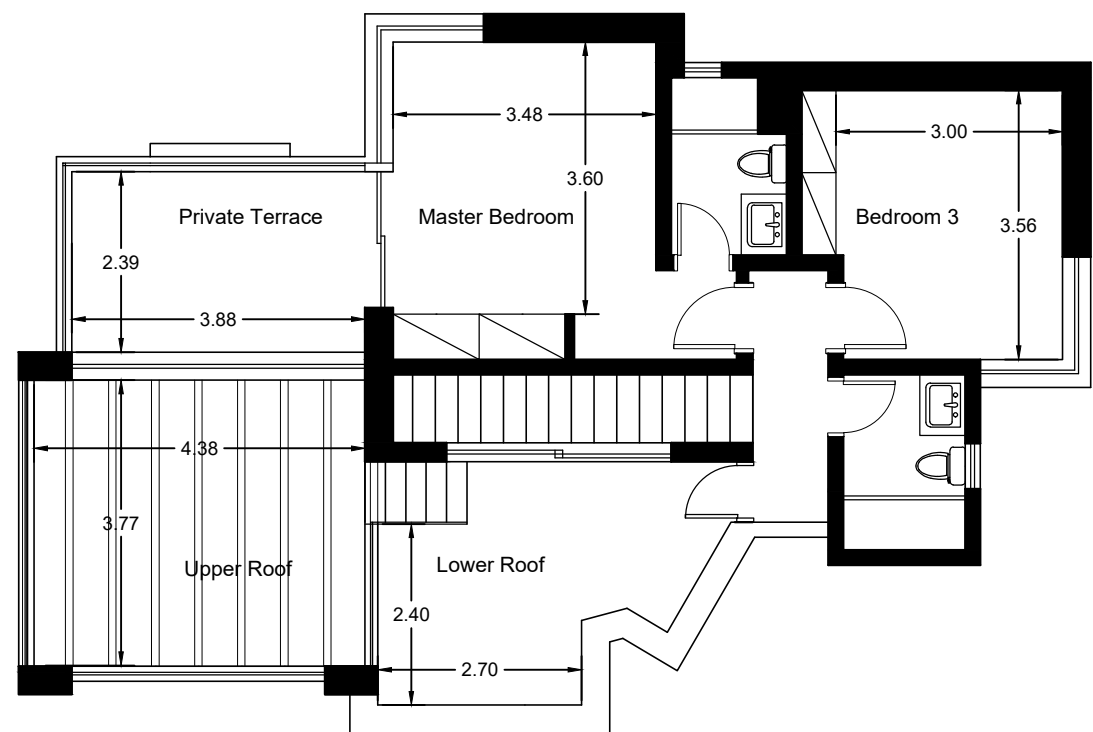 3.48
3.00
3.60
Private Terrace
Master Bedroom
Bedroom 3
3.56
2.39
3.88
4.38
3.77
Upper Roof
Lower Roof
2.40
2.70